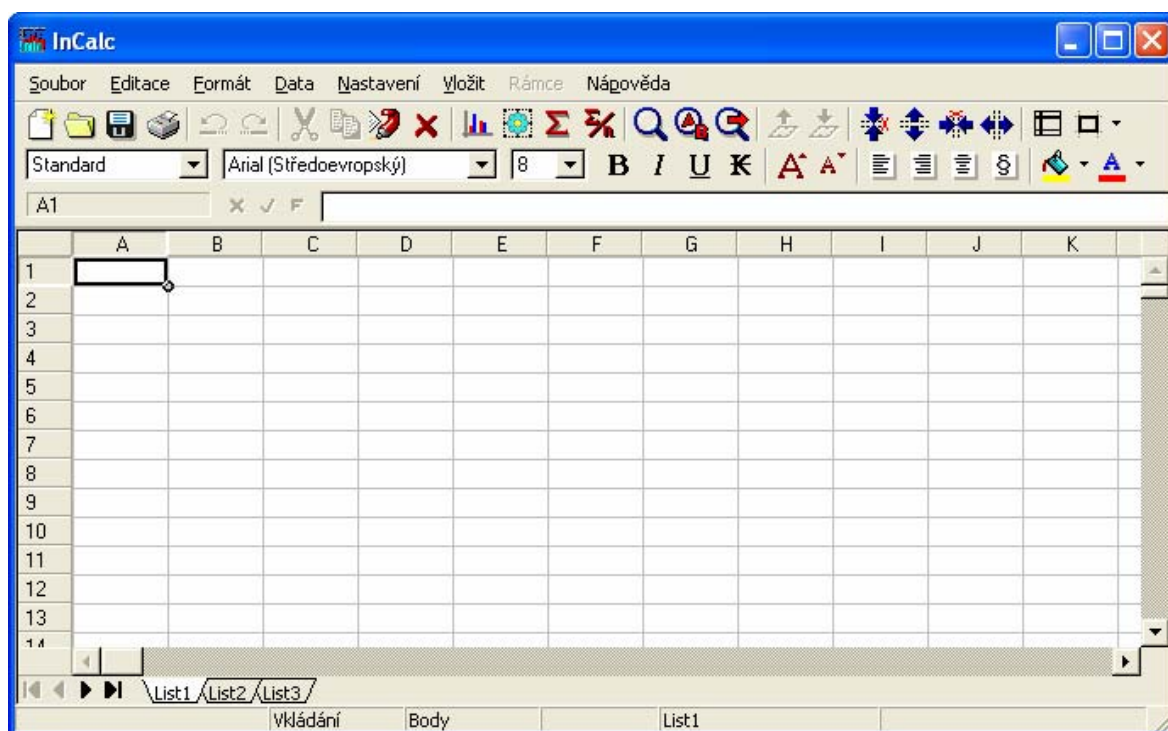 InCalc
Soubor Editace Formát Data Nastavení Vložit Rámce Nápověda
Standard Arial (Středoevropský) 8 B I U K A A § A
A1 F
A B C D E F G H I J K
1
2
3
4
5
6
7
8
9
10
11
12
13
14
List1 List2 List3
Vkládání Body List1